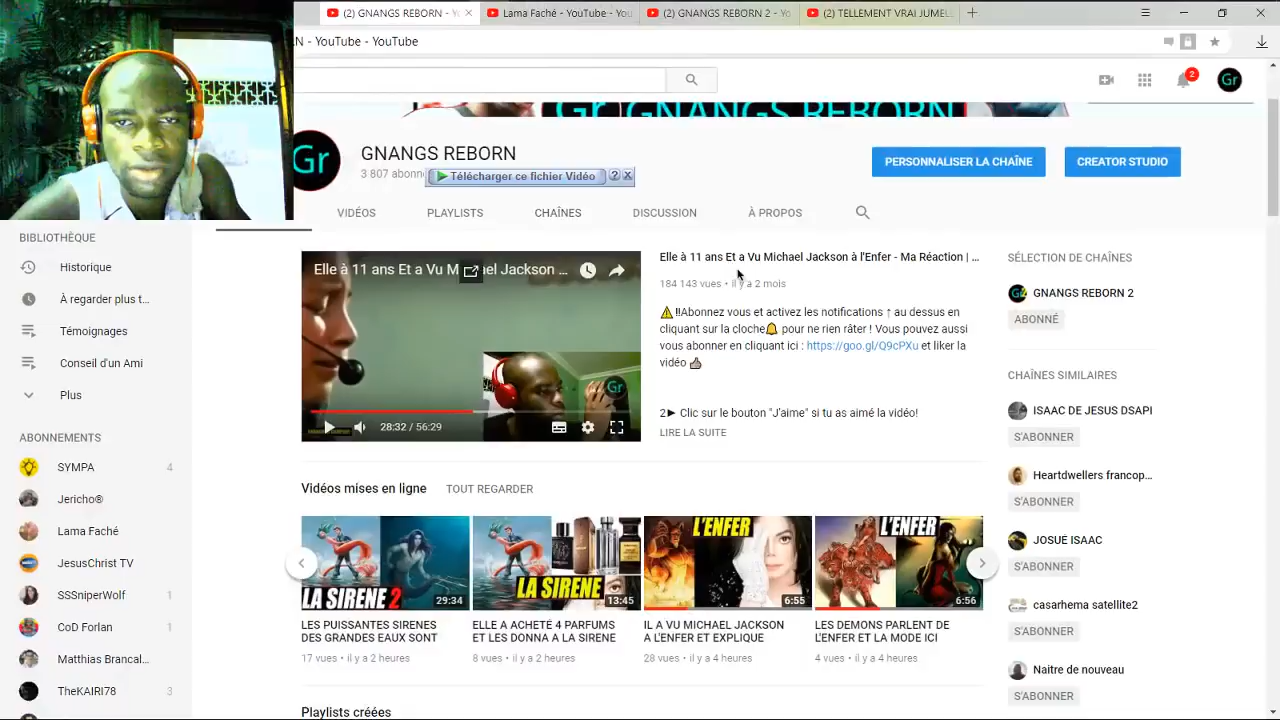 (2) GNANGS REBORN - Yo
Lama Faché - YouTube - You
(2) GNANGS REBORN 2 - Yo
(2) TELLEMENT VRAI JUMEL
N - YouTube - YouTube
2
Gr
Gr GNANGS REBORN
Gr
GNANGS REBORN
3 807 abonn
Télécharger ce fichier Vidéo
? X
PERSONNALISER LA CHAÎNE
CREATOR STUDIO
VIDÉOS
PLAYLISTS
CHAÎNES
DISCUSSION
À PROPOS
BIBLIOTHÈQUE
Historique
À regarder plus t...
Témoignages
Conseil d'un Ami
Plus
ABONNEMENTS
SYMPA 4
Jericho®
Lama Faché
JesusChrist TV
SSSniperWolf 1
CoD Forlan 1
Matthias Brancal...
TheKAIRI78 3
Elle à 11 ans Et a Vu M el Jackson ...
Gr
28:32 / 56:29
Elle à 11 ans Et a Vu Michael Jackson à l'Enfer - Ma Réaction | ...
184 143 vues • il y a 2 mois
⚠️ ‼Abonnez vous et activez les notifications ↑ au dessus en
cliquant sur la cloche🔔 pour ne rien râter ! Vous pouvez aussi
vous abonner en cliquant ici : https://goo.gl/Q9cPXu et liker la
vidéo 👍
2► Clic sur le bouton "J'aime" si tu as aimé la vidéo!
LIRE LA SUITE
Vidéos mises en ligne
TOUT REGARDER
LA SIRENE 2
29:34
LES PUISSANTES SIRENES
DES GRANDES EAUX SONT
17 vues • il y a 2 heures
LA SIRENE
13:45
ELLE A ACHETÉ 4 PARFUMS
ET LES DONNA A LA SIRENE
8 vues • il y a 2 heures
L'ENFER
6:55
IL A VU MICHAEL JACKSON
A L'ENFER ET EXPLIQUE
28 vues • il y a 4 heures
L'ENFER
6:56
LES DEMONS PARLENT DE
L'ENFER ET LA MODE ICI
4 vues • il y a 4 heures
Playlists créées
SÉLECTION DE CHAÎNES
GNANGS REBORN 2
ABONNÉ
CHAÎNES SIMILAIRES
ISAAC DE JESUS DSAPI
S'ABONNER
Heartdwellers francop...
S'ABONNER
JOSUÉ ISAAC
S'ABONNER
casarhema satellite2
S'ABONNER
Naitre de nouveau
S'ABONNER